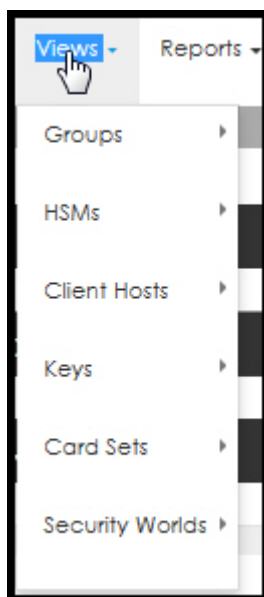 Views Reports
Groups
HSMs
Client Hosts
Keys
Card Sets
Security Worlds